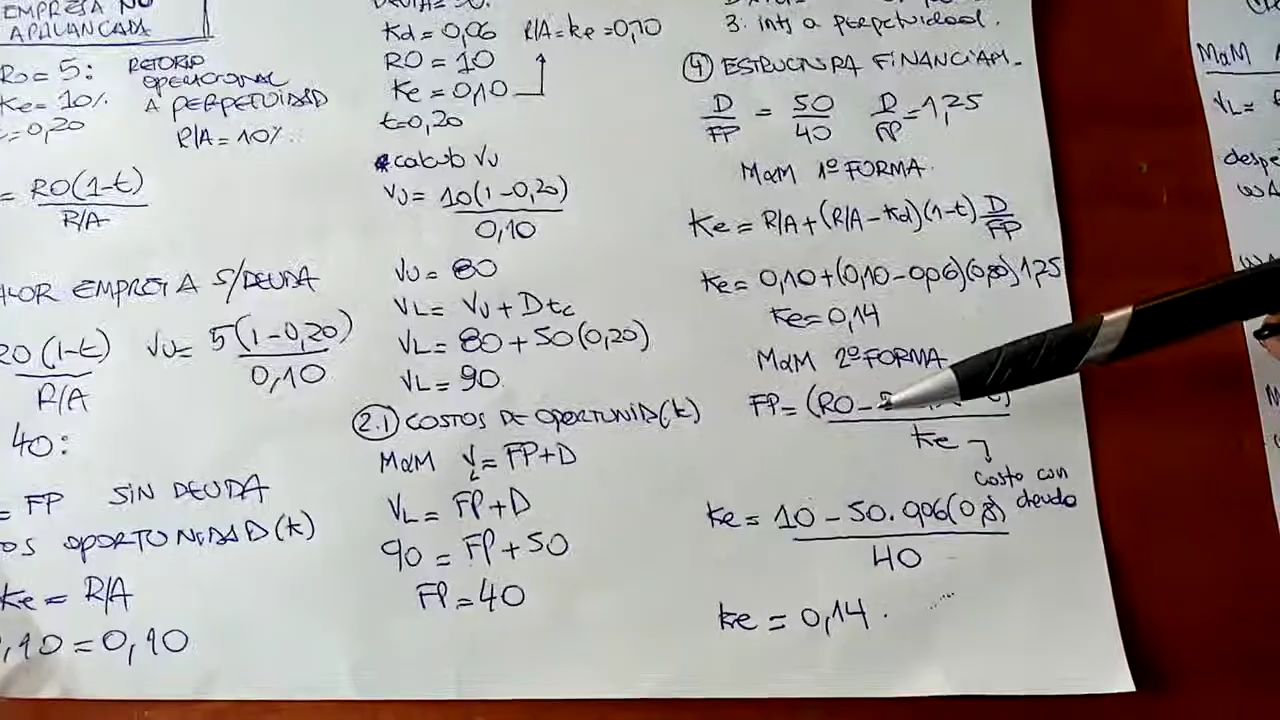 EMPRESA NO
APALANCADA
RO = 5: RETORNO
OPERACIONAL
Ke = 10% A PERPETUIDAD
t = 0,20 R/A = 10%.
= RO(1-t)
R/A
VALOR EMPRESA S/DEUDA
RO(1-t) VU = 5(1-0,20)
R/A 0,10
40:
= FP SIN DEUDA
OS OPORTUNIDAD (k)
Ke = R/A
0,10 = 0,10
Kd = 0,06 R/A = ke = 0,10
RO = 10
Ke = 0,10
t = 0,20
*calculo VU
VU = 10(1-0,20)
0,10
VU = 80
VL = VU + Dtc
VL = 80 + 50(0,20)
VL = 90
2.1) COSTOS DE OPORTUNID(k)
M&M VL = FP+D
VL = FP+D
90 = FP+50
FP = 40
3. ints a perpetuidad.
4) ESTRUCTURA FINANCIAM.
D = 50 D = 1,25
FP 40 FP
M&M 1º FORMA.
Ke = R/A + (R/A - Kd)(1-t) D
FP
Ke = 0,10 + (0,10 - 0,06)(0,80)1,25
Ke = 0,14
M&M 2º FORMA
FP = (RO -
Ke
Costo con
deuda
Ke = 10 - 50.0,06(0,8)
40
Ke = 0,14.
M&M
VL =
despe
WA